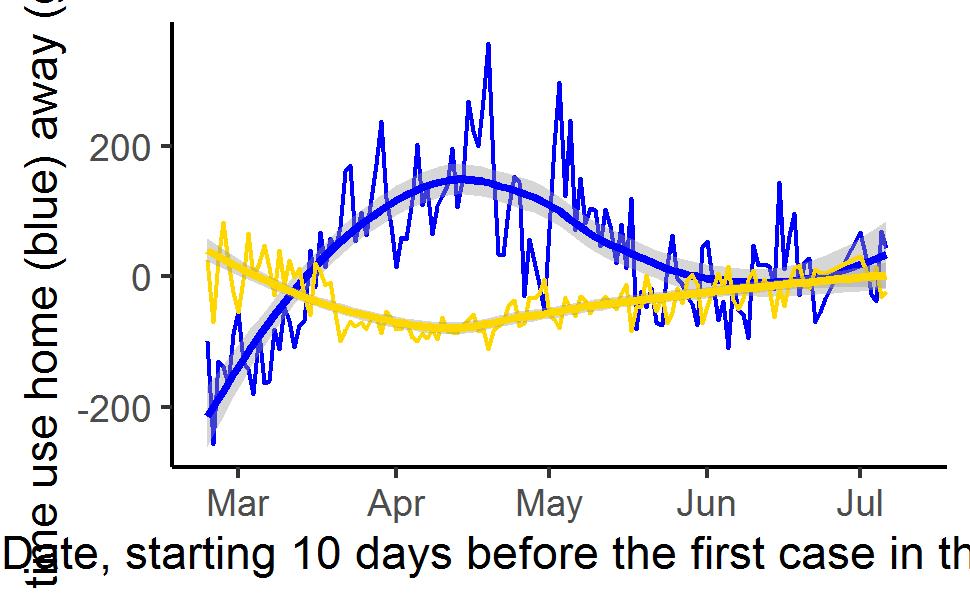 time use home (blue) away (g
200
0
-200
Mar Apr May Jun Jul
Date, starting 10 days before the first case in th